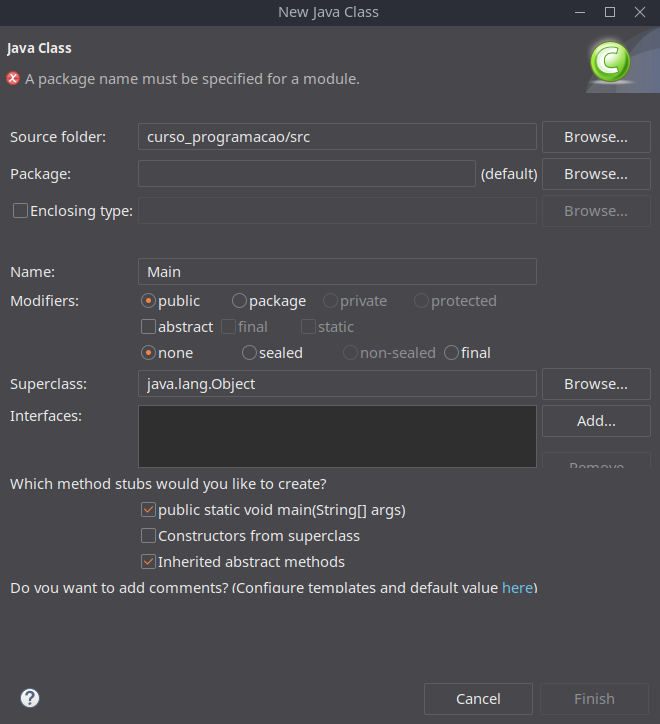 New Java Class
Java Class
A package name must be specified for a module.
Source folder: curso_programacao/src Browse...
Package: (default) Browse...
Enclosing type: Browse...
Name: Main
Modifiers: public package private protected
abstract final static
none sealed non-sealed final
Superclass: java.lang.Object Browse...
Interfaces: Add...
Remove
Which method stubs would you like to create?
public static void main(String[] args)
Constructors from superclass
Inherited abstract methods
Do you want to add comments? (Configure templates and default value here)
? Cancel Finish